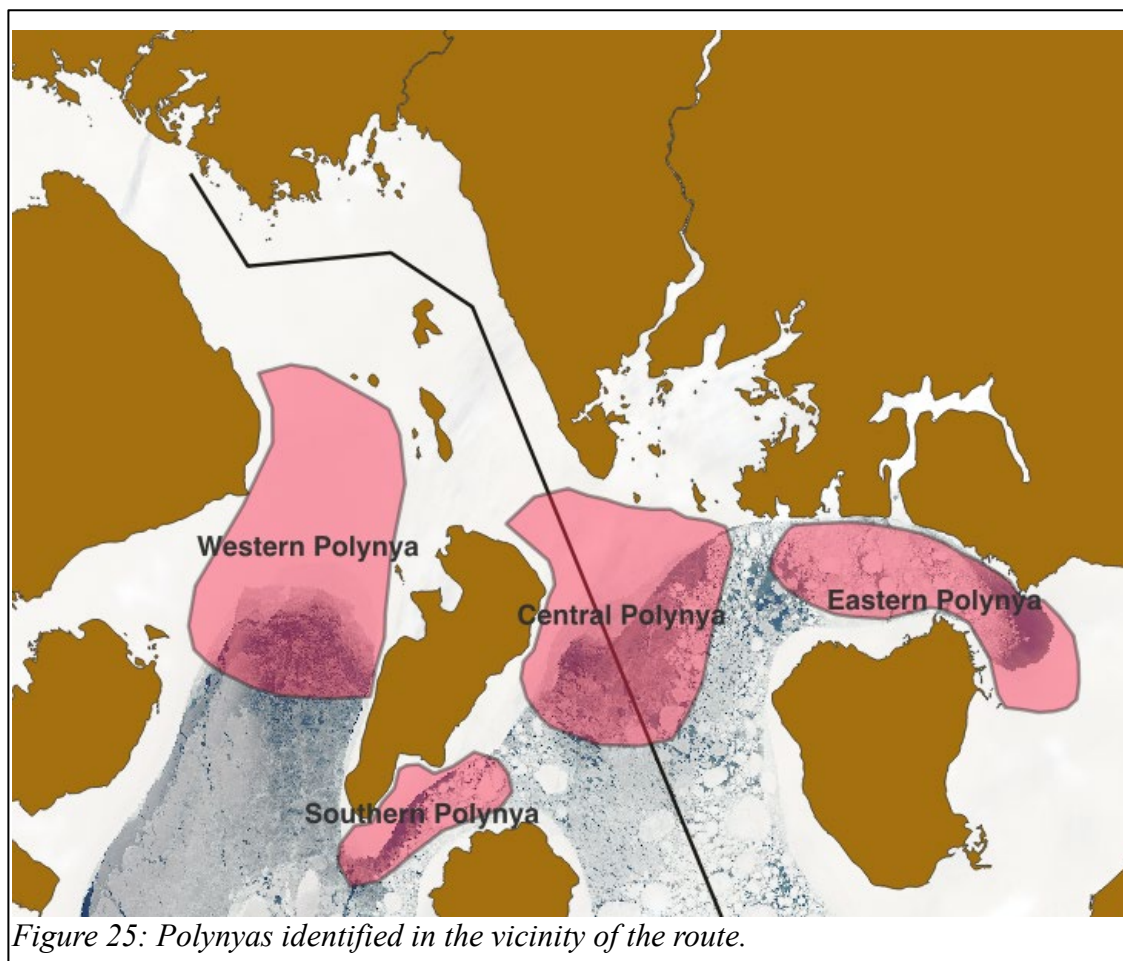 Western Polynya
Central Polynya
Eastern Polynya
Southern Polynya
Figure 25: Polynyas identified in the vicinity of the route.